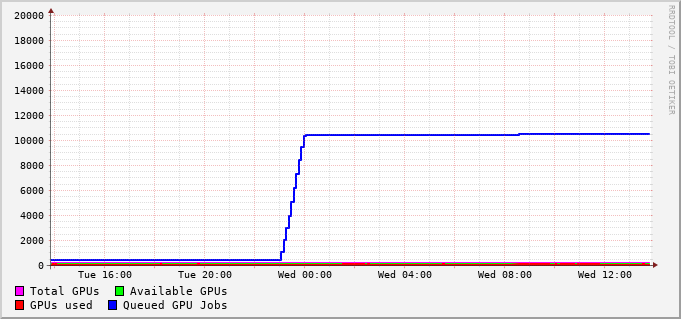 20000
18000
16000
14000
12000
10000
8000
6000
4000
2000
0
Tue 16:00 Tue 20:00 Wed 00:00 Wed 04:00 Wed 08:00 Wed 12:00
Total GPUs Available GPUs
GPUs used Queued GPU Jobs
RRDTOOL / TOBI OETIKER